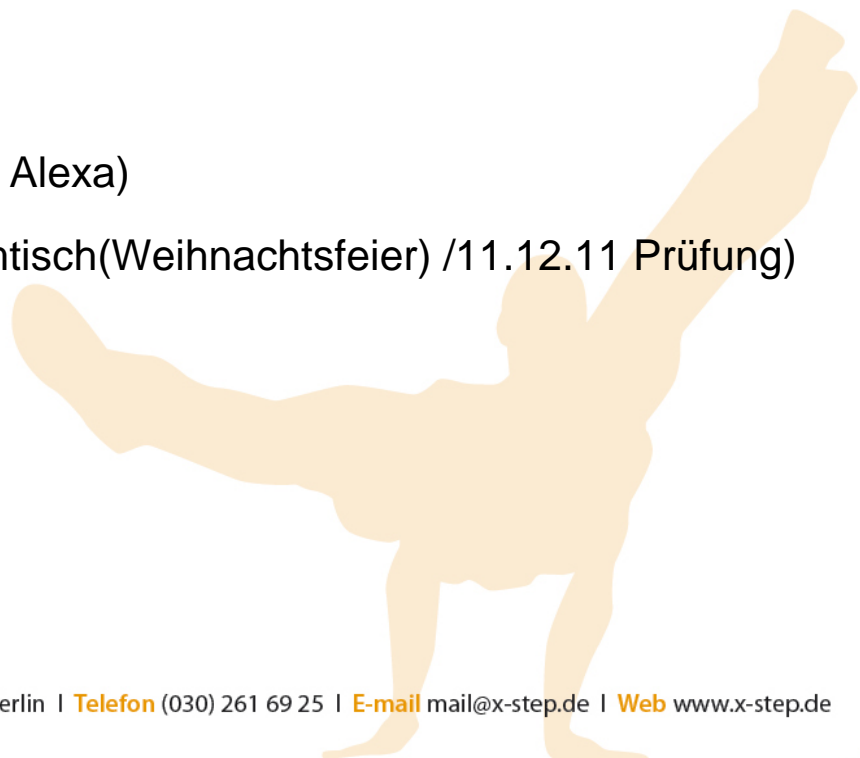 Alexa)
ntisch(Weihnachtsfeier) /11.12.11 Prüfung)
erlin I Telefon (030) 261 69 25 I E-mail mail@x-step.de I Web www.x-step.de